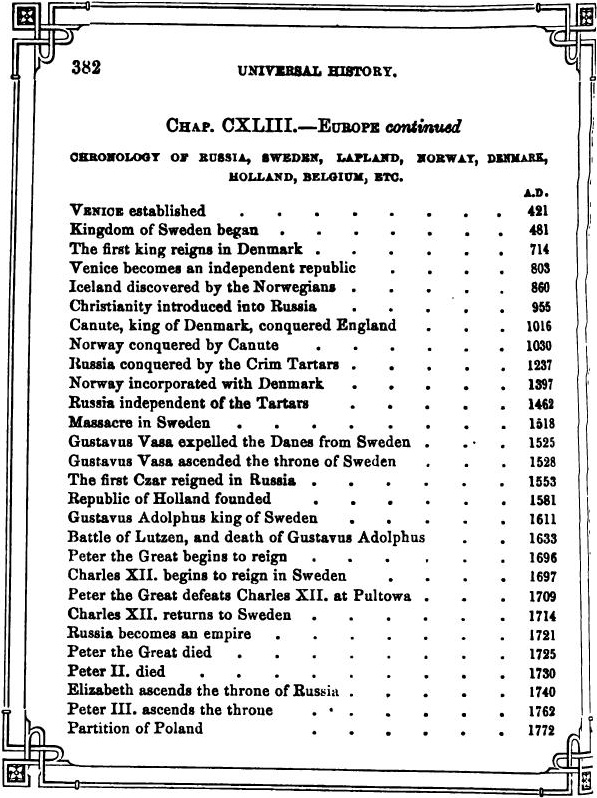 382
UNIVERSAL HISTORY.
CHAP. CXLIII.—EUROPE continued
CHRONOLOGY OF RUSSIA, SWEDEN, LAPLAND, NORWAY, DENMARK,
HOLLAND, BELGIUM, ETC.
A.D.
VENICE established . . . . . . . . 421
Kingdom of Sweden began . . . . . . . 481
The first king reigns in Denmark . . . . . . 714
Venice becomes an independent republic . . . . 803
Iceland discovered by the Norwegians . . . . . 860
Christianity introduced into Russia . . . . . 955
Canute, king of Denmark, conquered England . . . 1016
Norway conquered by Canute . . . . . . 1030
Russia conquered by the Crim Tartars . . . . . 1237
Norway incorporated with Denmark . . . . . 1397
Russia independent of the Tartars . . . . . 1462
Massacre in Sweden . . . . . . . . 1518
Gustavus Vasa expelled the Danes from Sweden . . . 1525
Gustavus Vasa ascended the throne of Sweden . . . 1528
The first Czar reigned in Russia . . . . . . 1553
Republic of Holland founded . . . . . . 1581
Gustavus Adolphus king of Sweden . . . . . 1611
Battle of Lutzen, and death of Gustavus Adolphus . . 1633
Peter the Great begins to reign . . . . . . 1696
Charles XII. begins to reign in Sweden . . . . 1697
Peter the Great defeats Charles XII. at Pultowa . . . 1709
Charles XII. returns to Sweden . . . . . . 1714
Russia becomes an empire . . . . . . . 1721
Peter the Great died . . . . . . . . 1725
Peter II. died . . . . . . . . . 1730
Elizabeth ascends the throne of Russia . . . . . 1740
Peter III. ascends the throne . . . . . . 1762
Partition of Poland . . . . . . 1772